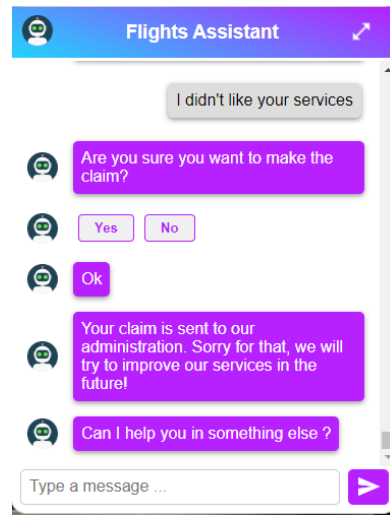 Flights Assistant
I didn't like your services
Are you sure you want to make the
claim?
Yes No
Ok
Your claim is sent to our
administration. Sorry for that, we will
try to improve our services in the
future!
Can I help you in something else ?
Type a message ...